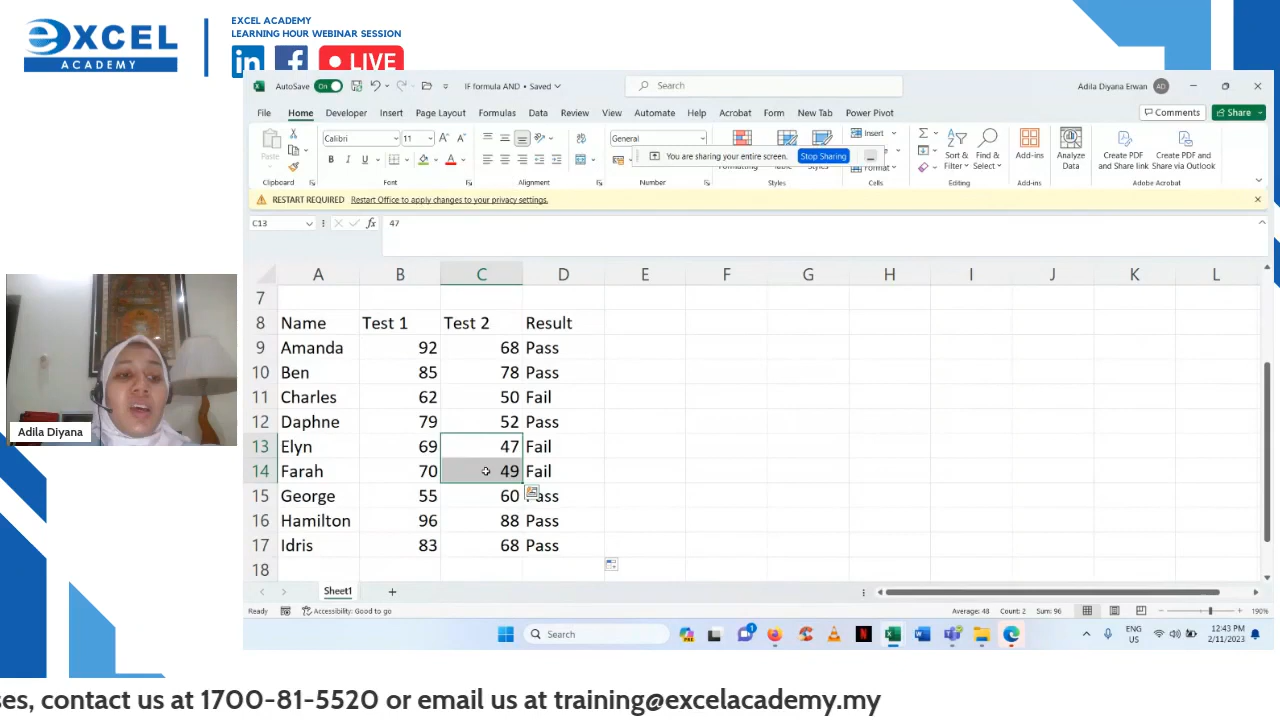 EXCEL
ACADEMY
EXCEL ACADEMY
LEARNING HOUR WEBINAR SESSION
in f LIVE
AutoSave On IF formula AND • Saved Search Adila Diyana Erwan AD
File Home Developer Insert Page Layout Formulas Data Review View Automate Help Acrobat Form New Tab Power Pivot Comments Share
Calibri 11 General Insert
You are sharing your entire screen. Stop Sharing
Paste B I U Formatting Table Styles Format Sort & Filter Find & Select Add-ins Analyze Data Create PDF and Share link Create PDF and Share via Outlook
Clipboard Font Alignment Number Styles Cells Editing Add-ins Adobe Acrobat
RESTART REQUIRED Restart Office to apply changes to your privacy settings.
C13 fx 47
A B C D E F G H I J K L
7
8 Name Test 1 Test 2 Result
9 Amanda 92 68 Pass
10 Ben 85 78 Pass
11 Charles 62 50 Fail
12 Daphne 79 52 Pass
13 Elyn 69 47 Fail
14 Farah 70 49 Fail
15 George 55 60 Pass
16 Hamilton 96 88 Pass
17 Idris 83 68 Pass
18
Adila Diyana
Sheet1
Ready Accessibility: Good to go Average: 48 Count: 2 Sum: 96 190%
Search ENG US 12:43 PM 2/11/2023
ses, contact us at 1700-81-5520 or email us at training@excelacademy.my